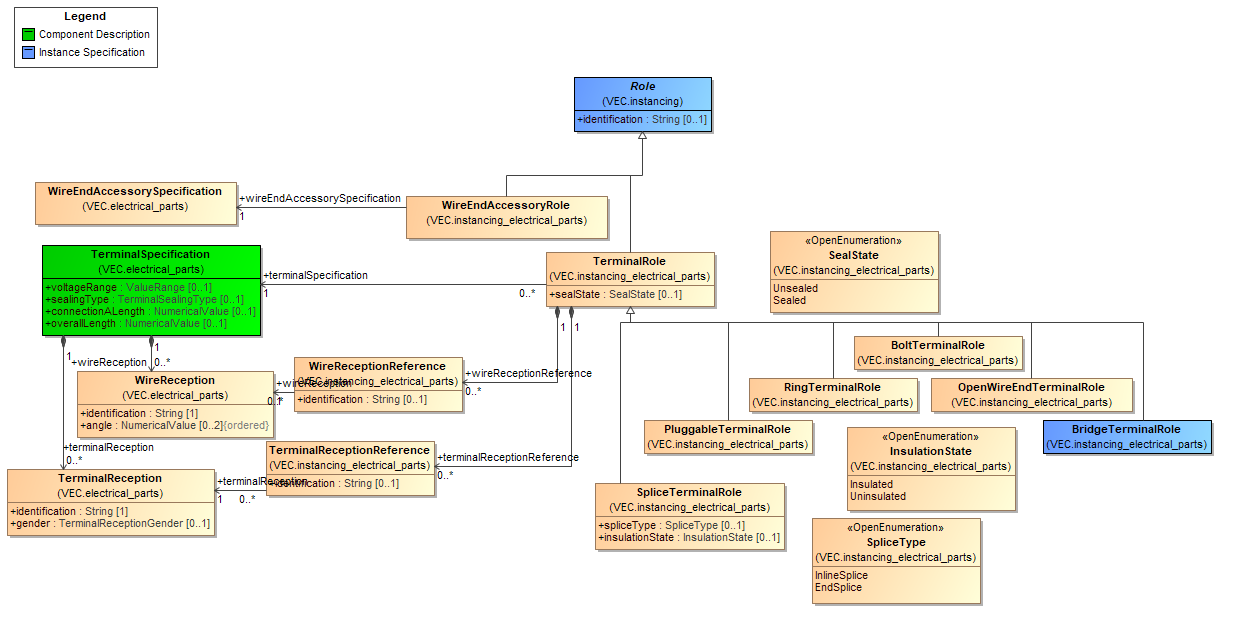 Legend
Component Description
Instance Specification
Role
(VEC.instancing)
+identification : String [0..1]
WireEndAccessorySpecification
(VEC.electrical_parts)
+wireEndAccessorySpecification
1
WireEndAccessoryRole
(VEC.instancing_electrical_parts)
TerminalSpecification
(VEC.electrical_parts)
+voltageRange : ValueRange [0..1]
+sealingType : TerminalSealingType [0..1]
+connectionALength : NumericalValue [0..1]
+overallLength : NumericalValue [0..1]
+terminalSpecification
1
0..*
TerminalRole
(VEC.instancing_electrical_parts)
+sealState : SealState [0..1]
«OpenEnumeration»
SealState
(VEC.instancing_electrical_parts)
Unsealed
Sealed
1
1
1
1
+wireReception
0..*
WireReception
(VEC.electrical_parts)
+identification : String [1]
+angle : NumericalValue [0..2]{ordered}
WireReceptionReference
(VEC.instancing_electrical_parts)
+identification : String [0..1]
+wireReception
0..*
+wireReceptionReference
0..*
BoltTerminalRole
(VEC.instancing_electrical_parts)
RingTerminalRole
(VEC.instancing_electrical_parts)
OpenWireEndTerminalRole
(VEC.instancing_electrical_parts)
PluggableTerminalRole
(VEC.instancing_electrical_parts)
BridgeTerminalRole
(VEC.instancing_electrical_parts)
+terminalReception
0..*
TerminalReception
(VEC.electrical_parts)
+identification : String [1]
+gender : TerminalReceptionGender [0..1]
TerminalReceptionReference
(VEC.instancing_electrical_parts)
+identification : String [0..1]
+terminalReception
1
0..*
+terminalReceptionReference
0..*
«OpenEnumeration»
InsulationState
(VEC.instancing_electrical_parts)
Insulated
Uninsulated
SpliceTerminalRole
(VEC.instancing_electrical_parts)
+spliceType : SpliceType [0..1]
+insulationState : InsulationState [0..1]
«OpenEnumeration»
SpliceType
(VEC.instancing_electrical_parts)
InlineSplice
EndSplice